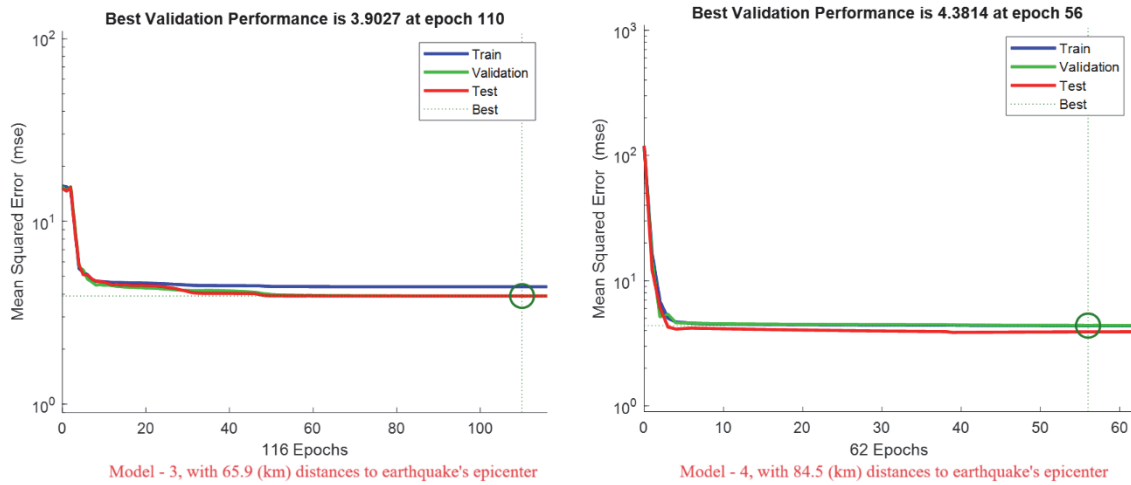 Best Validation Performance is 3.9027 at epoch 110
Mean Squared Error (mse)
10²
10¹
10⁰
Train
Validation
Test
Best
0 20 40 60 80 100
116 Epochs
Model - 3, with 65.9 (km) distances to earthquake's epicenter
Best Validation Performance is 4.3814 at epoch 56
Mean Squared Error (mse)
10³
10²
10¹
10⁰
Train
Validation
Test
Best
0 10 20 30 40 50 60
62 Epochs
Model - 4, with 84.5 (km) distances to earthquake's epicenter